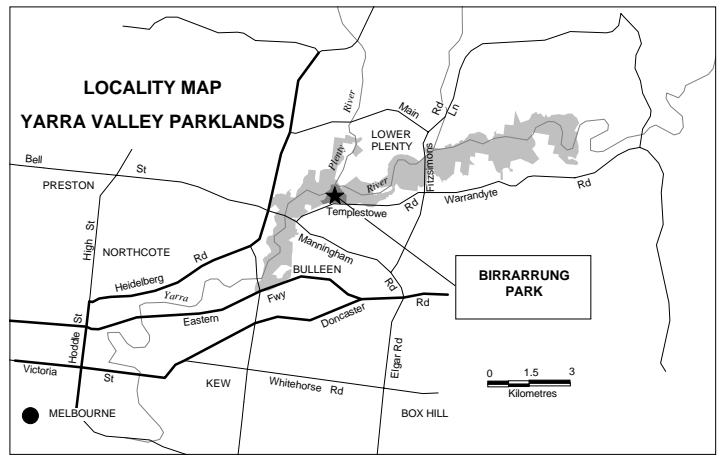 LOCALITY MAP
YARRA VALLEY PARKLANDS
River
Main
Rd
Ln
LOWER
PLENTY
Plenty
Bell
St
PRESTON
River
Fitzsimons
Rd
Warrandyte
Rd
Templestowe
High St
NORTHCOTE
Manningham
Rd
Heidelberg
Rd
BULLEEN
BIRRARRUNG
PARK
Yarra
Fwy
Eastern
Doncaster
Rd
Hoddle St
Victoria
St
KEW
Whitehorse Rd
Elgar Rd
0 1.5 3
Kilometres
MELBOURNE
BOX HILL